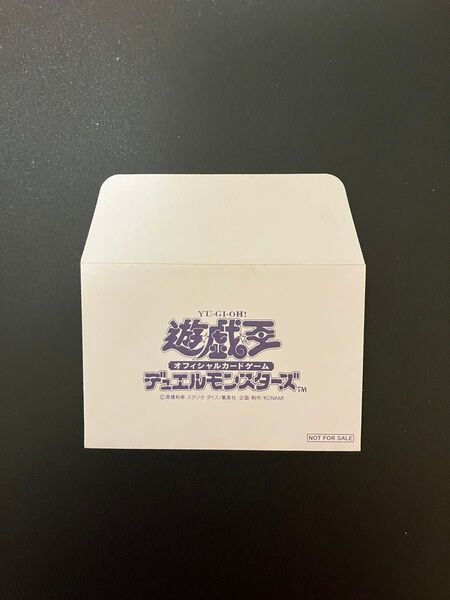 YU-GI-OH!
遊戯王
オフィシャルカードゲーム
デュエルモンスターズ™
©高橋和希 スタジオ・ダイス/集英社 企画・制作/KONAMI
NOT FOR SALE